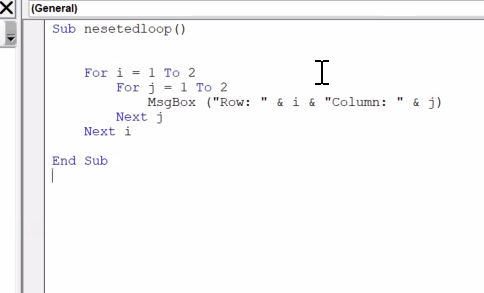 (General)
Sub nesetedloop()
For i = 1 To 2
For j = 1 To 2
MsgBox ("Row: " & i & "Column: " & j)
Next j
Next i
End Sub